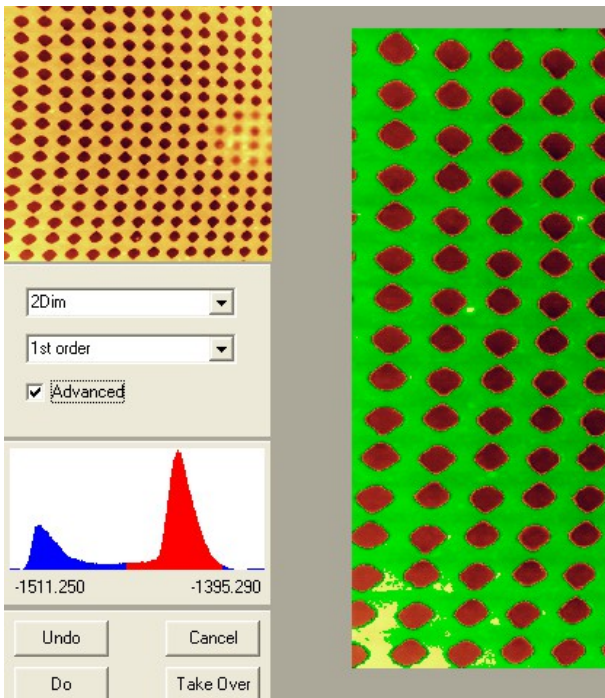 2Dim
1st order
Advanced
-1511.250 -1395.290
Undo Cancel
Do Take Over